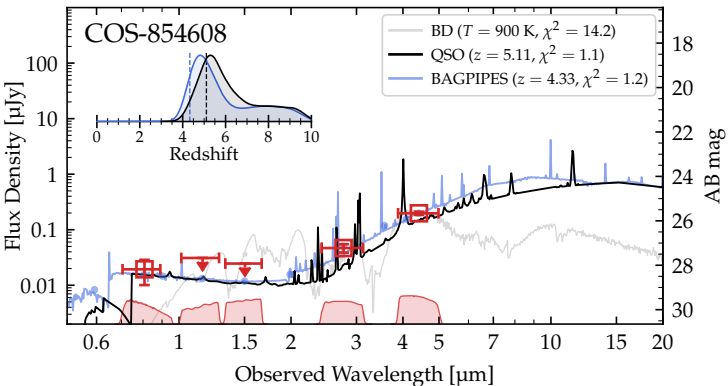 COS-854608
BD (T = 900 K, χ² = 14.2)
QSO (z = 5.11, χ² = 1.1)
BAGPIPES (z = 4.33, χ² = 1.2)
100
10
1
0.1
0.01
Flux Density [μJy]
18
20
22
24
26
28
30
AB mag
0 2 4 6 8 10
Redshift
0.6 1 2 3 4 5 10 15 20
Observed Wavelength [μm]